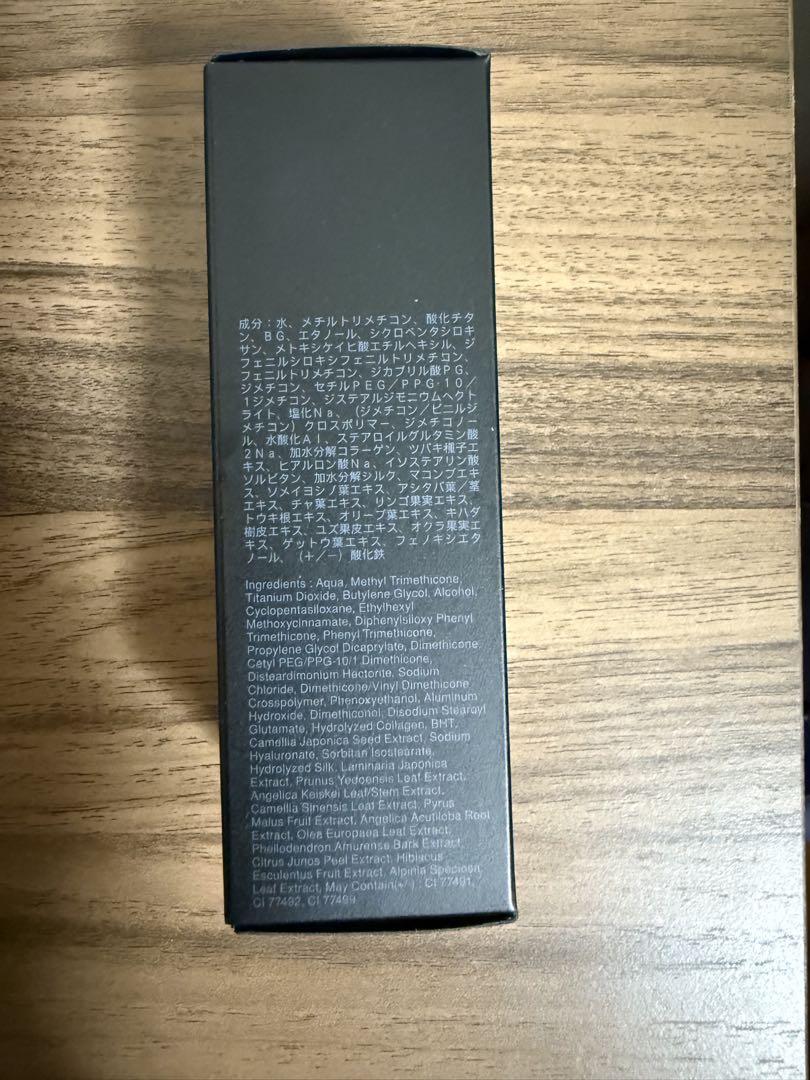 成分：水、メチルトリメチコン、酸化チタ
ン、ＢＧ、エタノール、シクロペンタシロキ
サン、メトキシケイヒ酸エチルヘキシル、ジ
フェニルシロキシフェニルトリメチコン、
フェニルトリメチコン、ジカプリル酸ＰＧ、
ジメチコン、セチルＰＥＧ／ＰＰＧ-１０／
１ジメチコン、ジステアルジモニウムヘクト
ライト、塩化Ｎａ、（ジメチコン／ビニルジ
メチコン）クロスポリマー、ジメチコノー
ル、水酸化Ａｌ、ステアロイルグルタミン酸
２Ｎａ、加水分解コラーゲン、ツバキ種子エ
キス、ヒアルロン酸Ｎａ、イソステアリン酸
ソルビタン、加水分解シルク、マコンブエキ
ス、ソメイヨシノ葉エキス、アシタバ葉／茎
エキス、チャ葉エキス、リンゴ果実エキス、
トウキ根エキス、オリーブ葉エキス、キハダ
樹皮エキス、ユズ果皮エキス、オクラ果実エ
キス、ゲットウ葉エキス、フェノキシエタ
ノール、（＋／−）酸化鉄
Ingredients : Aqua, Methyl Trimethicone,
Titanium Dioxide, Butylene Glycol, Alcohol,
Cyclopentasiloxane, Ethylhexyl
Methoxycinnamate, Diphenylsiloxy Phenyl
Trimethicone, Phenyl Trimethicone,
Propylene Glycol Dicaprylate, Dimethicone,
Cetyl PEG/PPG-10/1 Dimethicone,
Disteardimonium Hectorite, Sodium
Chloride, Dimethicone/Vinyl Dimethicone
Crosspolymer, Phenoxyethanol, Aluminum
Hydroxide, Dimethiconol, Disodium Stearoyl
Glutamate, Hydrolyzed Collagen, BHT,
Camellia Japonica Seed Extract, Sodium
Hyaluronate, Sorbitan Isostearate,
Hydrolyzed Silk, Laminaria Japonica
Extract, Prunus Yedoensis Leaf Extract,
Angelica Keiskei Leaf/Stem Extract,
Camellia Sinensis Leaf Extract, Pyrus
Malus Fruit Extract, Angelica Acutiloba Root
Extract, Olea Europaea Leaf Extract,
Phellodendron Amurense Bark Extract,
Citrus Junos Peel Extract, Hibiscus
Esculentus Fruit Extract, Alpinia Speciosa
Leaf Extract, May Contain(+/-) : CI 77491,
CI 77492, CI 77499